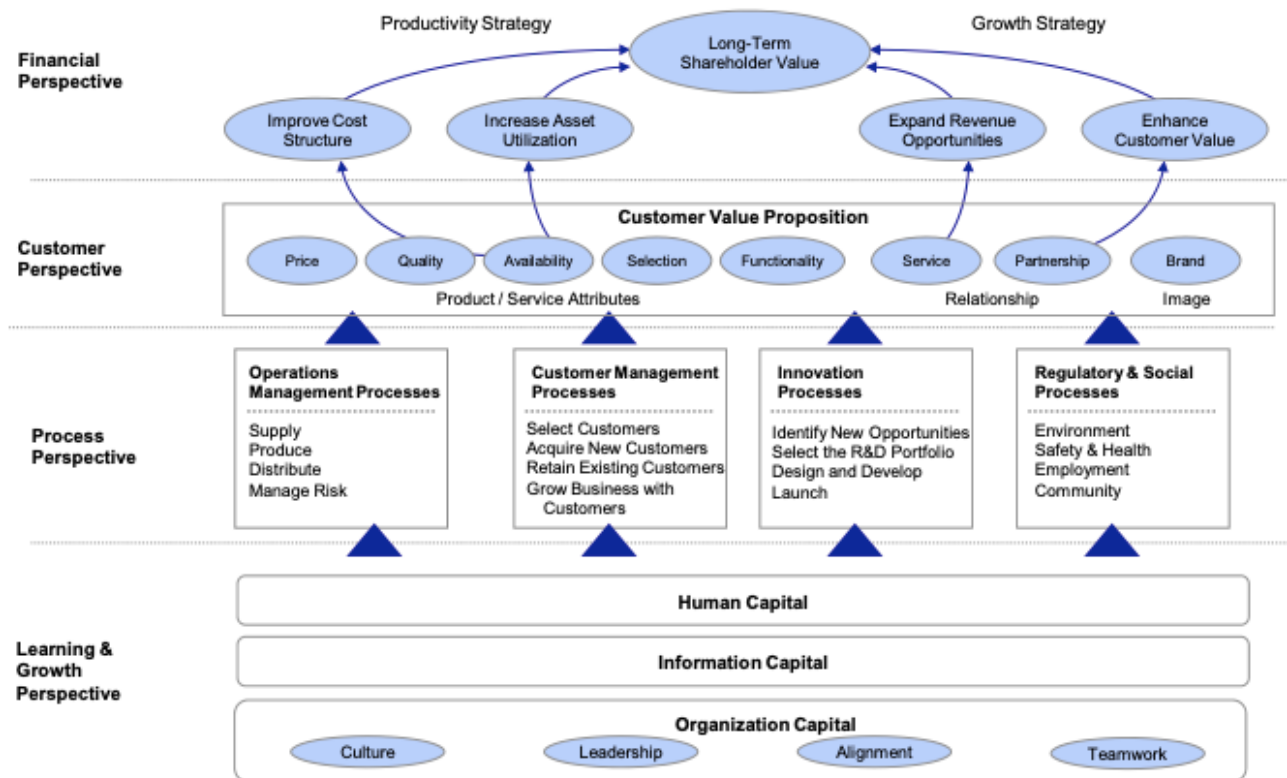 Productivity Strategy
Growth Strategy
Financial
Perspective
Long-Term
Shareholder Value
Improve Cost
Structure
Increase Asset
Utilization
Expand Revenue
Opportunities
Enhance
Customer Value
Customer
Perspective
Customer Value Proposition
Price
Quality
Availability
Selection
Functionality
Service
Partnership
Brand
Product / Service Attributes
Relationship
Image
Process
Perspective
Operations
Management Processes
Supply
Produce
Distribute
Manage Risk
Customer Management
Processes
Select Customers
Acquire New Customers
Retain Existing Customers
Grow Business with
Customers
Innovation
Processes
Identify New Opportunities
Select the R&D Portfolio
Design and Develop
Launch
Regulatory & Social
Processes
Environment
Safety & Health
Employment
Community
Learning &
Growth
Perspective
Human Capital
Information Capital
Organization Capital
Culture
Leadership
Alignment
Teamwork